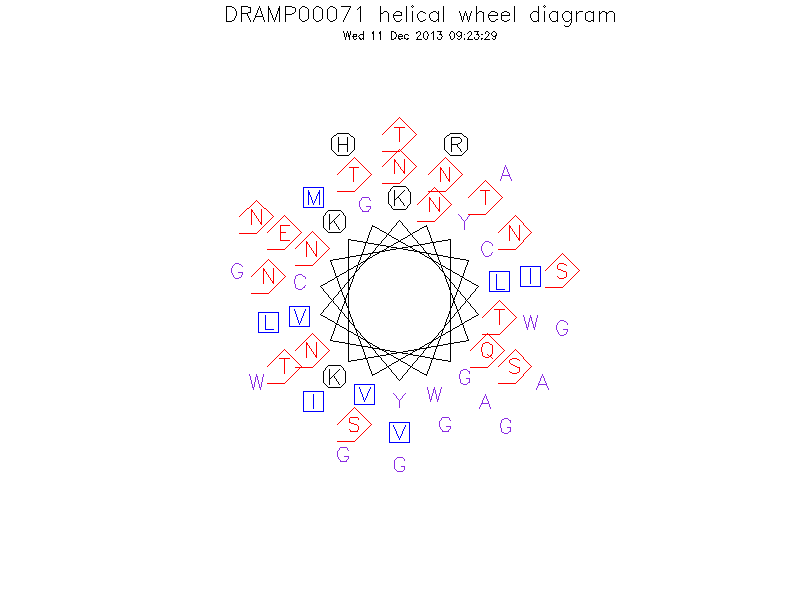 DRAMP00071 helical wheel diagram
Wed 11 Dec 2013 09:23:29
T
H R
N
T N A
M K T
G N
N K Y
E N
N C
G N C L I S
L V T W G
N Q
W T K G S A
I V Y W A
S V G G
G G